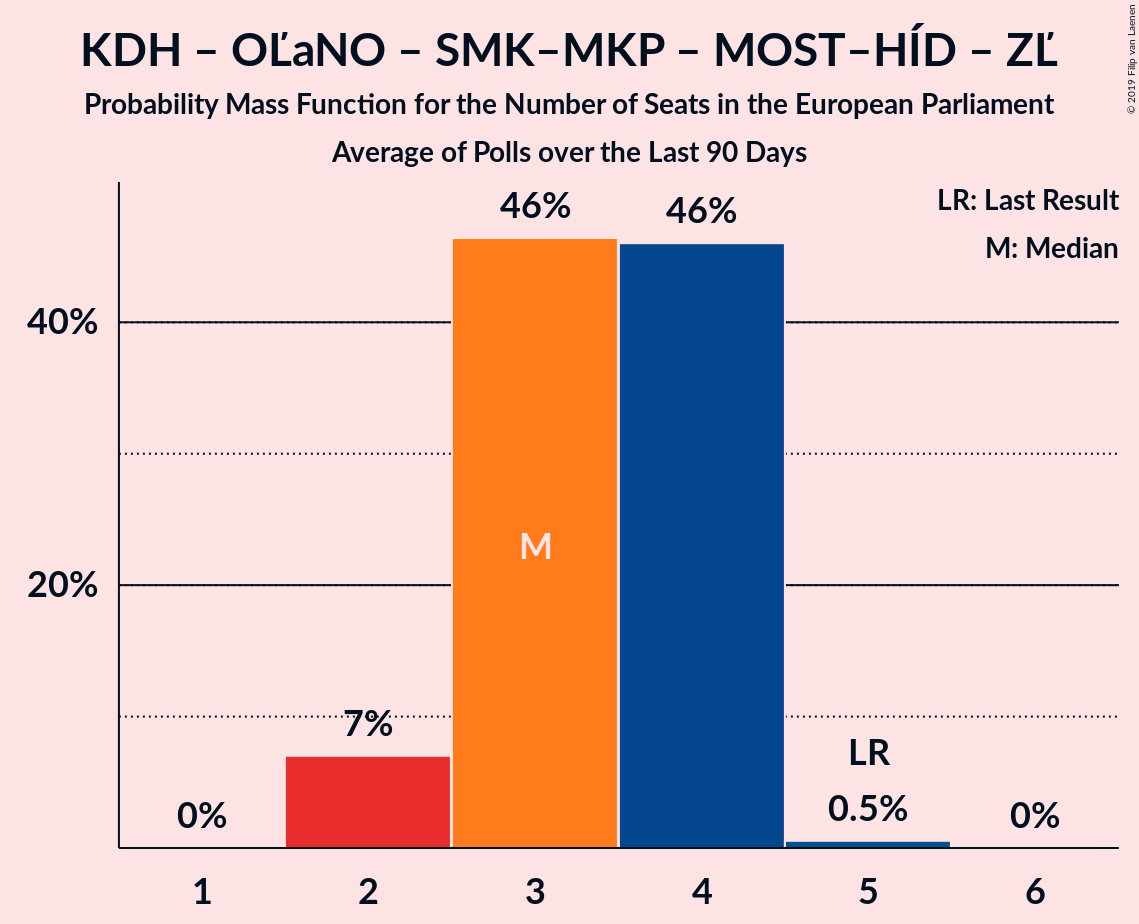 KDH – OĽaNO – SMK–MKP – MOST–HÍD – ZĽ
Probability Mass Function for the Number of Seats in the European Parliament
Average of Polls over the Last 90 Days
© 2019 Filip van Laenen
LR: Last Result
M: Median
46%
46%
40%
M
20%
7%
LR
0%
0.5%
0%
1
2
3
4
5
6